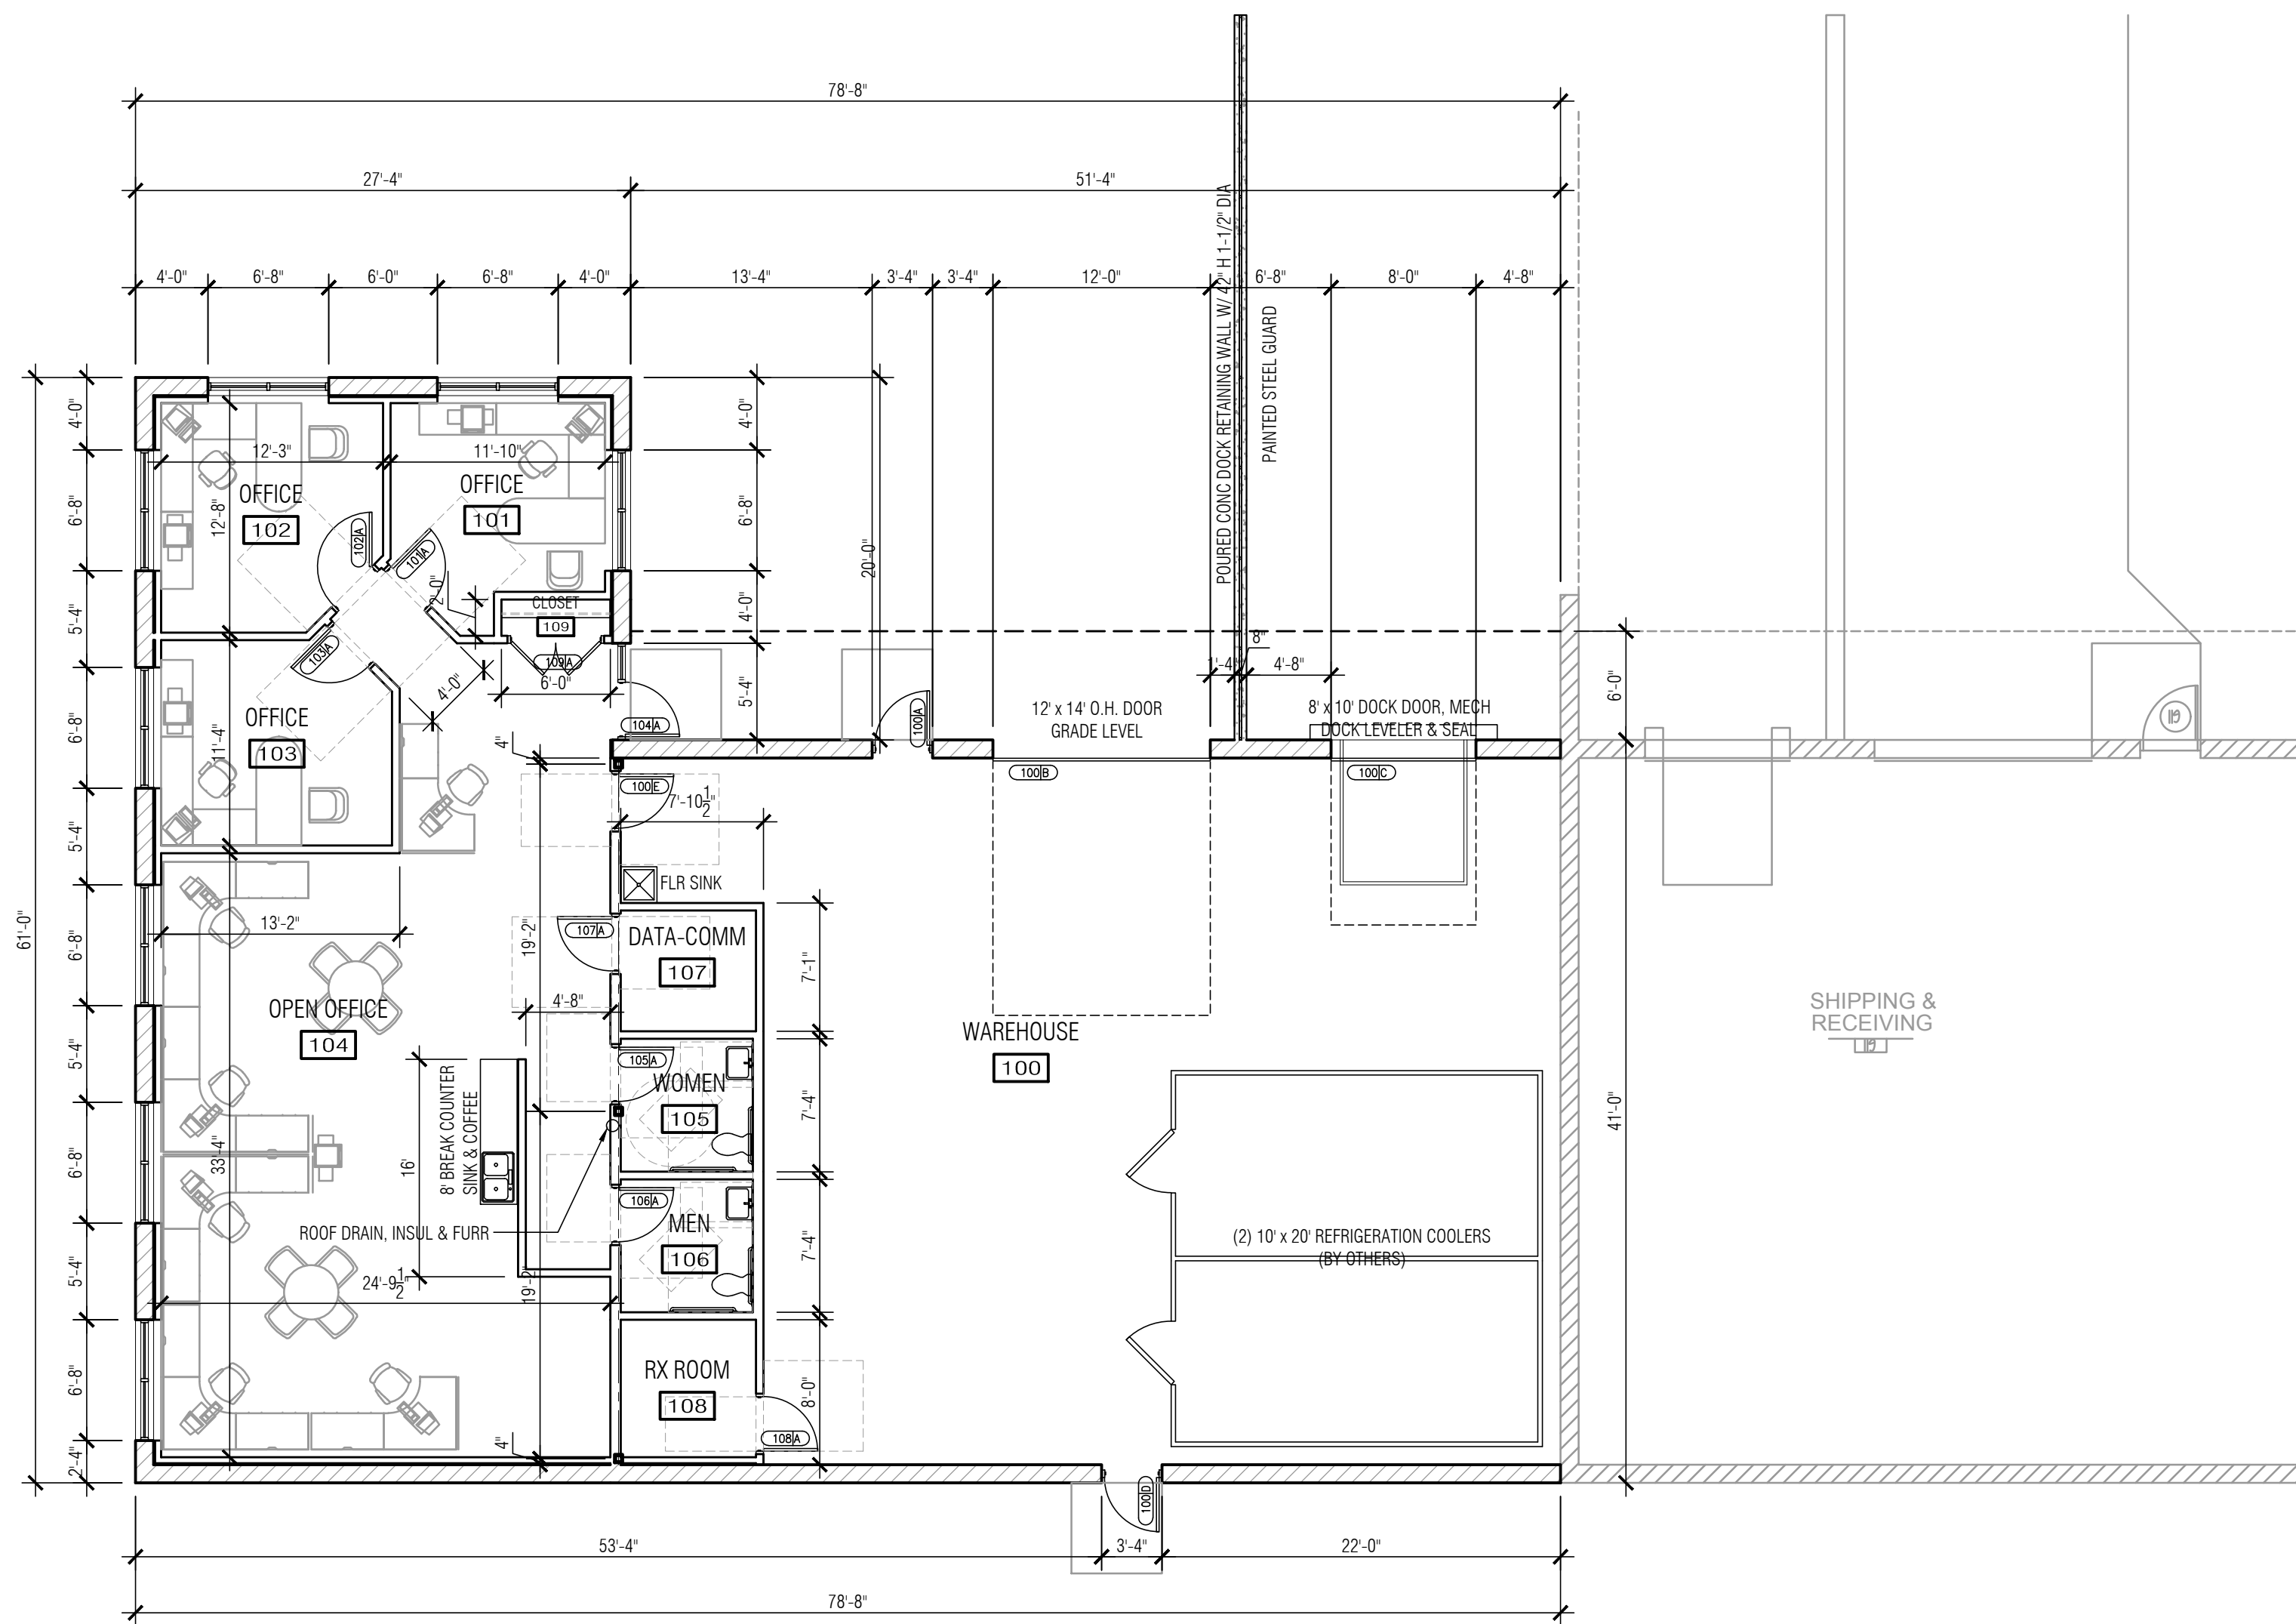 78'-8"
27'-4"
51'-4"
4'-0"
6'-8"
6'-0"
6'-8"
4'-0"
13'-4"
3'-4"
3'-4"
12'-0"
6'-8"
8'-0"
4'-8"
POURED CONC DOCK RETAINING WALL W/ 42" H 1-1/2" DIA
PAINTED STEEL GUARD
61'-0"
4'-0"
6'-8"
5'-4"
6'-8"
5'-4"
6'-8"
5'-4"
6'-8"
5'-4"
6'-8"
2'-4"
12'-3"
11'-10"
OFFICE
102
OFFICE
101
12'-8"
102A
101A
2'-0"
CLOSET
109
109A
6'-0"
103A
4'-0"
OFFICE
103
11'-4"
4'-0"
6'-8"
4'-0"
5'-4"
20'-0"
104A
100A
12' x 14' O.H. DOOR
GRADE LEVEL
1'-4"
8"
4'-8"
8' x 10' DOCK DOOR, MECH
DOCK LEVELER & SEAL
6'-0"
4"
100E
7'-10 1/2"
100B
100C
FLR SINK
13'-2"
19'-2"
107A
DATA-COMM
107
7'-1"
4'-8"
OPEN OFFICE
104
WAREHOUSE
100
SHIPPING &
RECEIVING
105A
WOMEN
105
7'-4"
8' BREAK COUNTER
SINK & COFFEE
16'
33'-4"
41'-0"
106A
MEN
106
7'-4"
ROOF DRAIN, INSUL & FURR
24'-9 1/2"
19'-2"
(2) 10' x 20' REFRIGERATION COOLERS
(BY OTHERS)
RX ROOM
108
8'-0"
108A
4"
100D
53'-4"
3'-4"
22'-0"
78'-8"